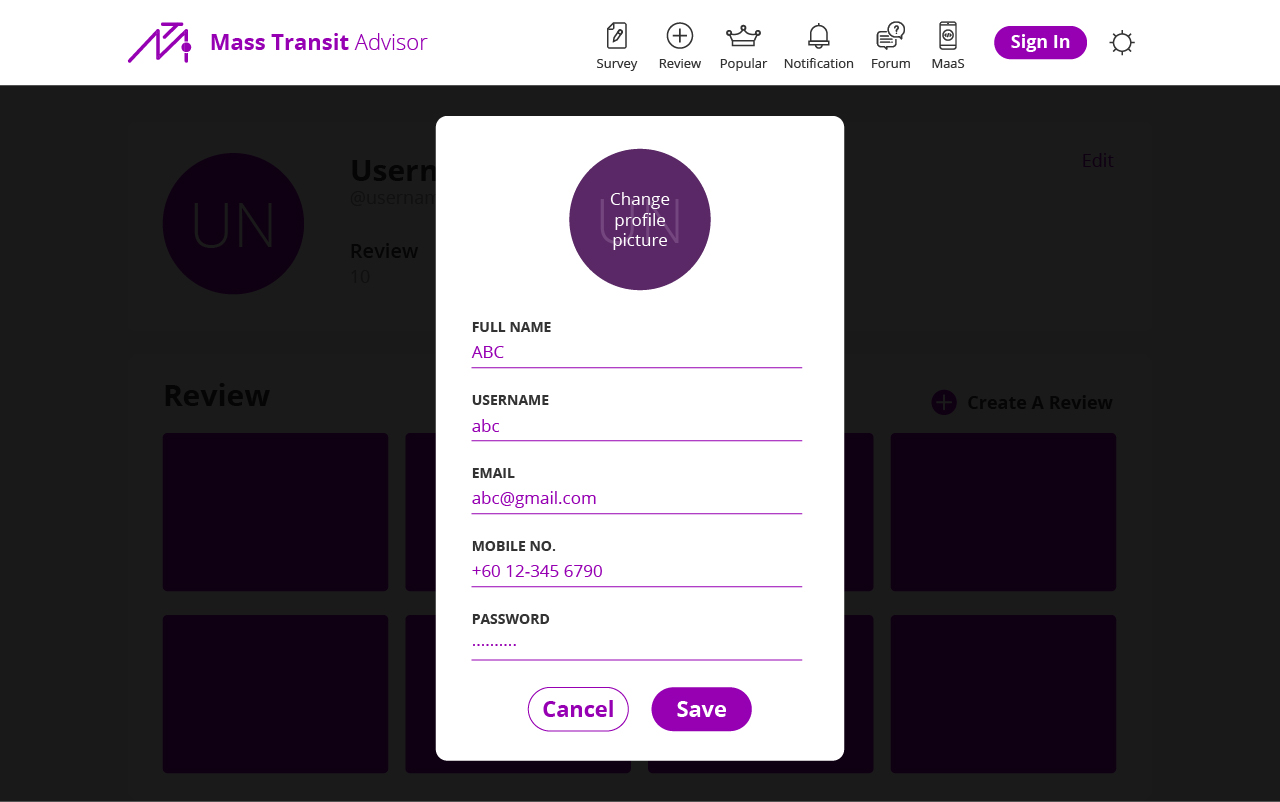 Mass Transit Advisor
Survey
Review
Popular
Notification
Forum
MaaS
Sign In
UN
Usern
@usernam
Review
10
Edit
Review
Create A Review
UN
Change
profile
picture
FULL NAME
ABC
USERNAME
abc
EMAIL
abc@gmail.com
MOBILE NO.
+60 12-345 6790
PASSWORD
..........
Cancel
Save